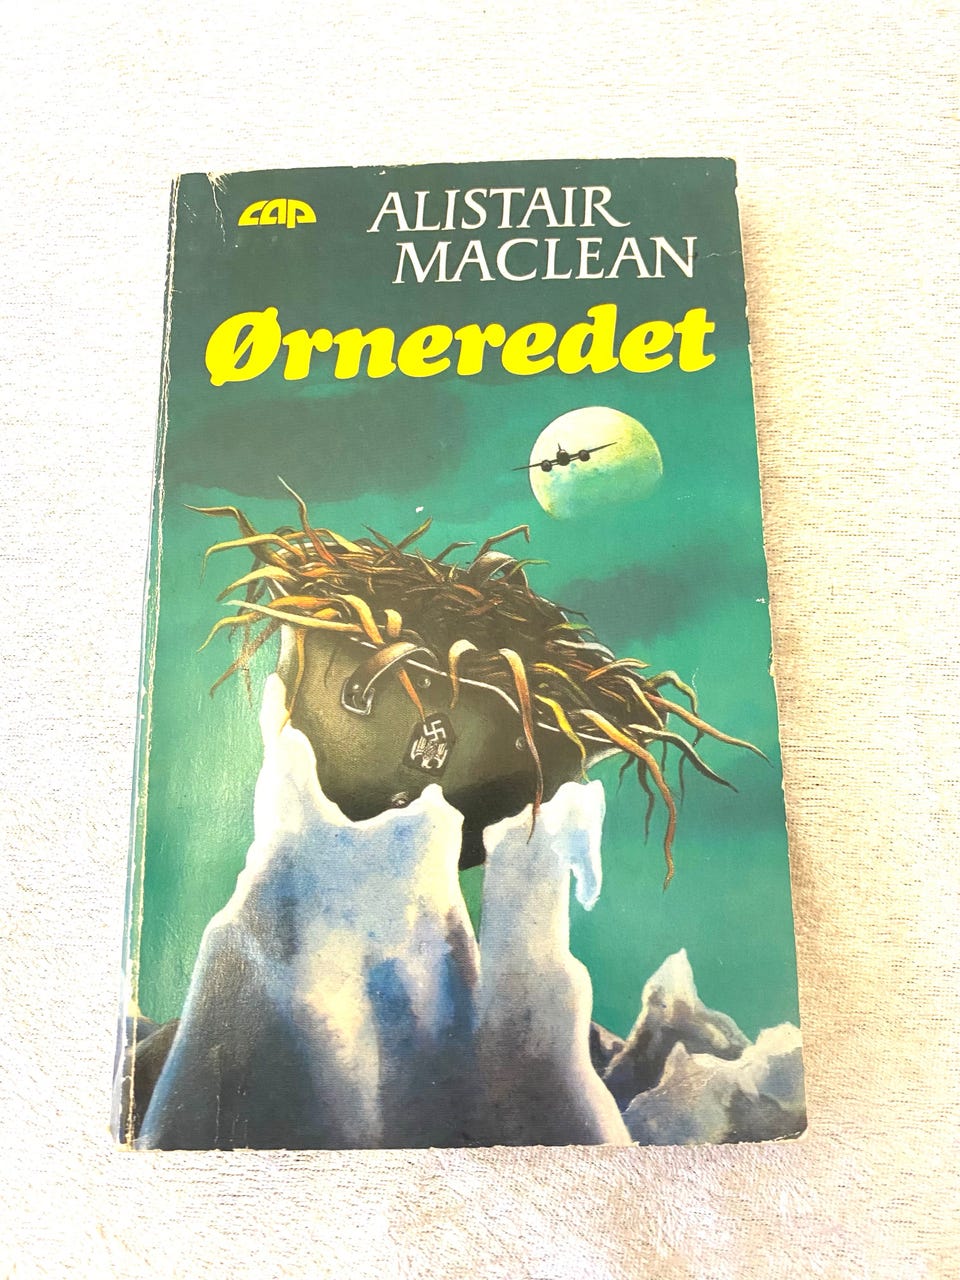 cap
ALISTAIR
MACLEAN
Ørneredet